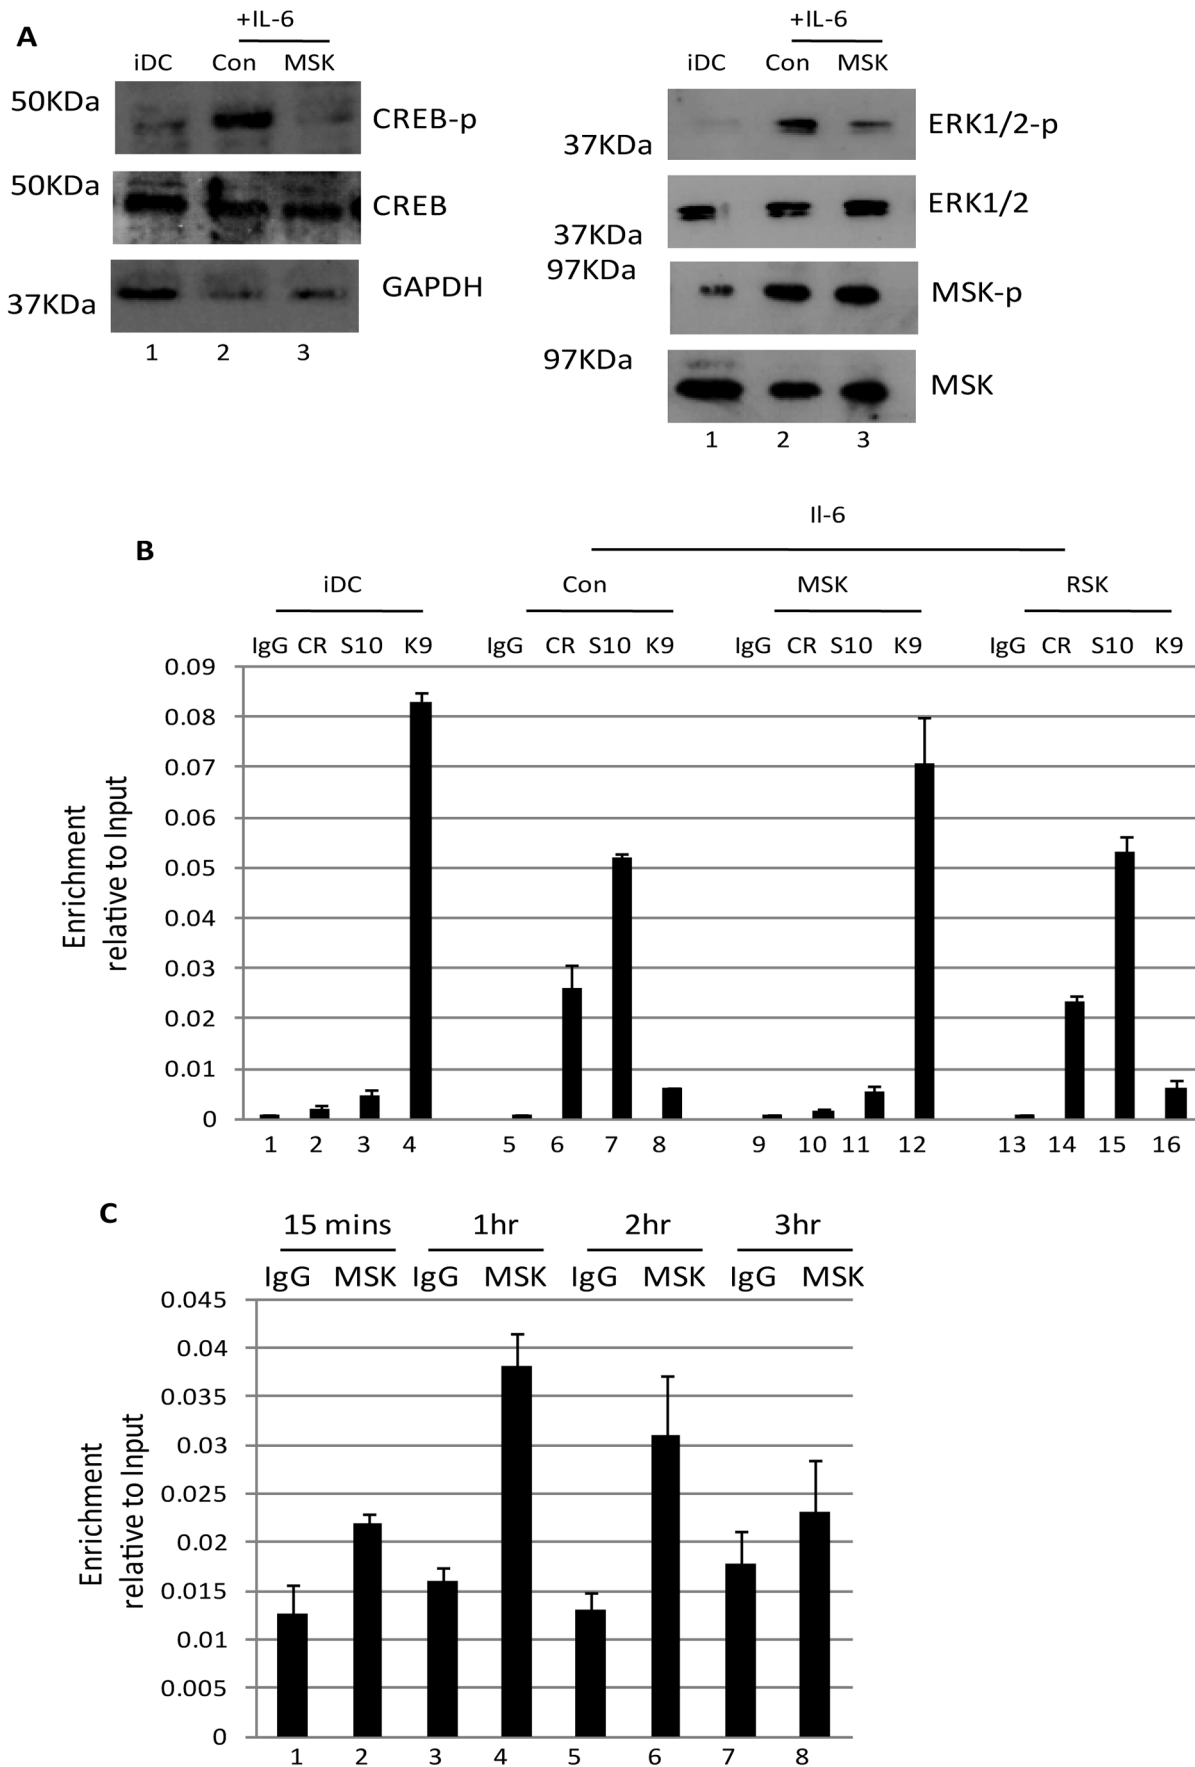 A
+IL-6
iDC Con MSK
50KDa CREB-p
50KDa CREB
37KDa GAPDH
1 2 3
+IL-6
iDC Con MSK
37KDa ERK1/2-p
37KDa ERK1/2
97KDa MSK-p
97KDa MSK
1 2 3
B
Il-6
iDC Con MSK RSK
IgG CR S10 K9 IgG CR S10 K9 IgG CR S10 K9 IgG CR S10 K9
Enrichment
relative to Input
0.09
0.08
0.07
0.06
0.05
0.04
0.03
0.02
0.01
0
1 2 3 4 5 6 7 8 9 10 11 12 13 14 15 16
C
15 mins 1hr 2hr 3hr
IgG MSK IgG MSK IgG MSK IgG MSK
Enrichment
relative to Input
0.045
0.04
0.035
0.03
0.025
0.02
0.015
0.01
0.005
0
1 2 3 4 5 6 7 8